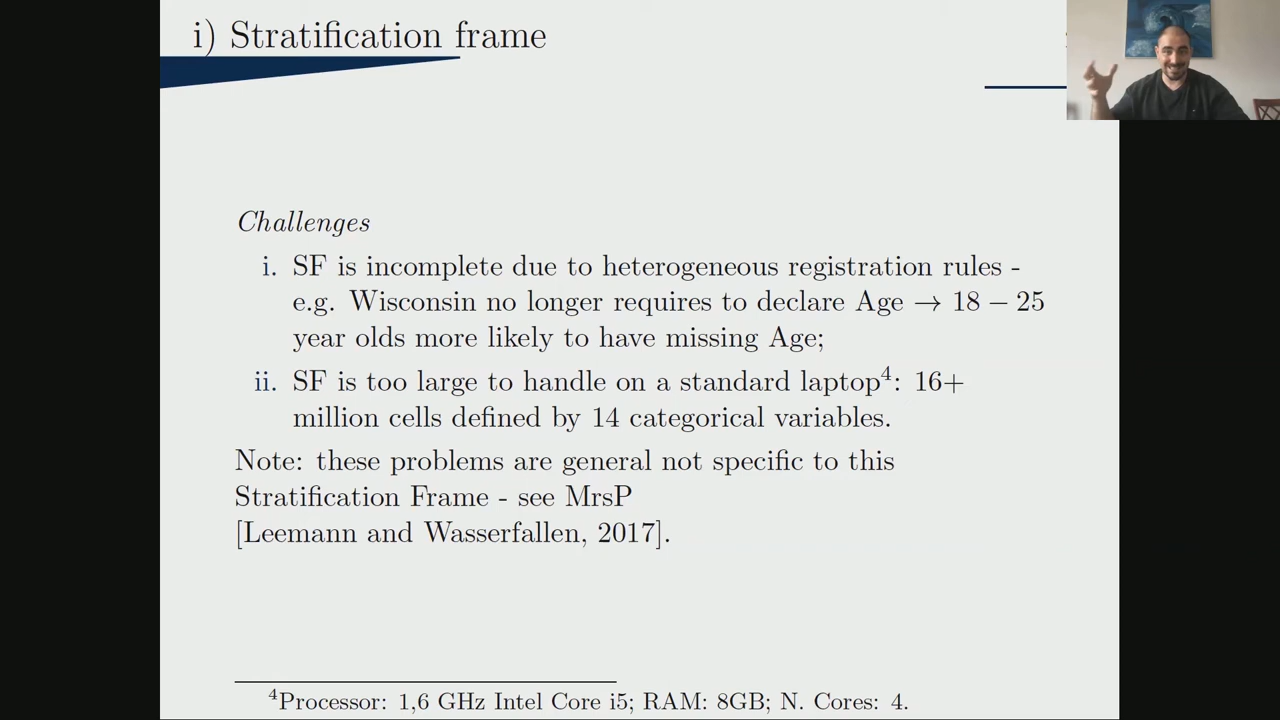 i) Stratification frame
Challenges
i. SF is incomplete due to heterogeneous registration rules -
e.g. Wisconsin no longer requires to declare Age → 18 − 25
year olds more likely to have missing Age;
ii. SF is too large to handle on a standard laptop⁴: 16+
million cells defined by 14 categorical variables.
Note: these problems are general not specific to this
Stratification Frame - see MrsP
[Leemann and Wasserfallen, 2017].
⁴Processor: 1,6 GHz Intel Core i5; RAM: 8GB; N. Cores: 4.